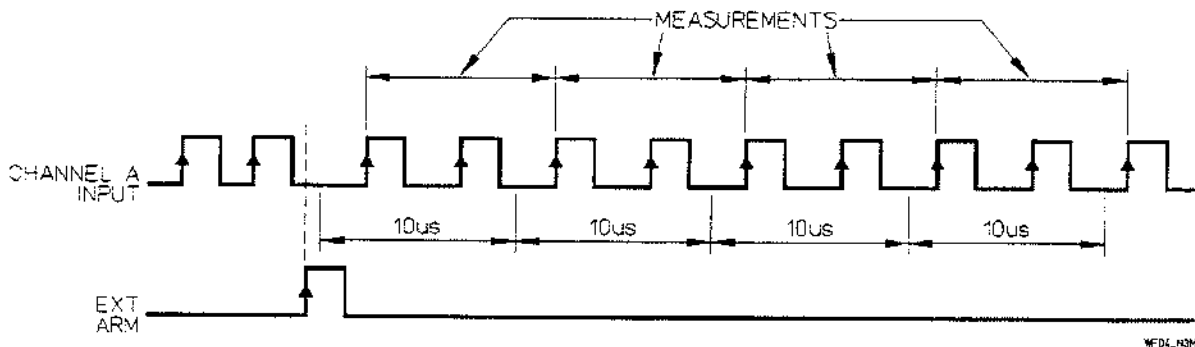 MEASUREMENTS
CHANNEL A
INPUT
10us 10us 10us 10us
EXT
ARM